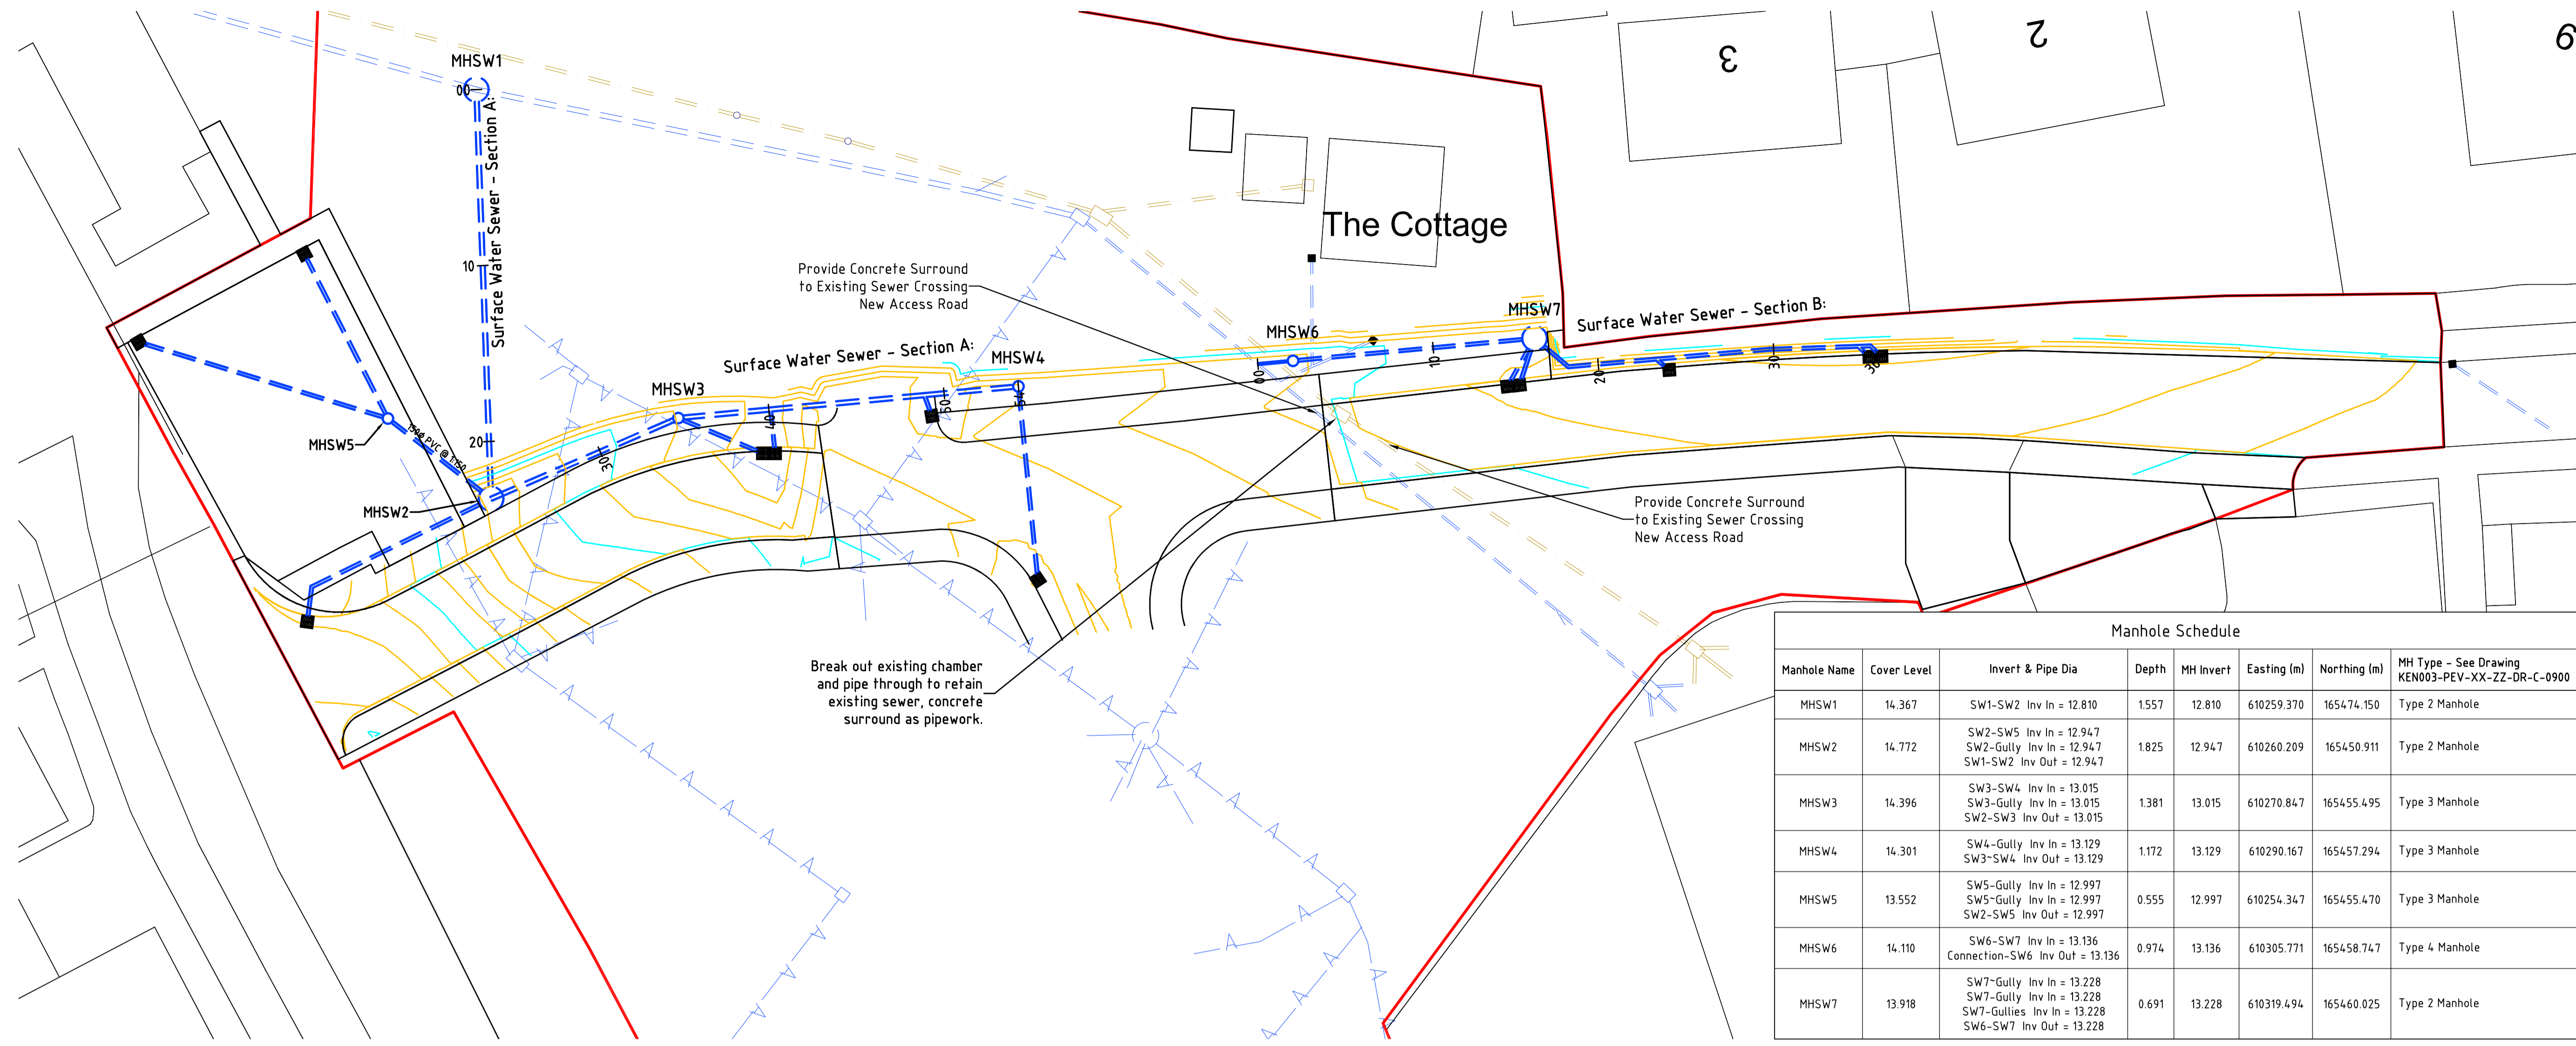 MHSW1
00
Surface Water Sewer - Section A:
10
20
3
2
9
The Cottage
Provide Concrete Surround
to Existing Sewer Crossing
New Access Road
MHSW7
Surface Water Sewer - Section B:
MHSW6
00
10
20
30
36
Surface Water Sewer - Section A:
MHSW4
MHSW3
30
40
50
54
MHSW5
150ø PVC @ 1:150
MHSW2
Provide Concrete Surround
to Existing Sewer Crossing
New Access Road
Break out existing chamber
and pipe through to retain
existing sewer, concrete
surround as pipework.
Manhole Schedule
Manhole Name Cover Level Invert & Pipe Dia Depth MH Invert Easting (m) Northing (m) MH Type - See Drawing
KEN003-PEV-XX-ZZ-DR-C-0900
MHSW1 14.367 SW1-SW2 Inv In = 12.810 1.557 12.810 610259.370 165474.150 Type 2 Manhole
SW2-SW5 Inv In = 12.947
MHSW2 14.772 SW2-Gully Inv In = 12.947 1.825 12.947 610260.209 165450.911 Type 2 Manhole
SW1-SW2 Inv Out = 12.947
SW3-SW4 Inv In = 13.015
MHSW3 14.396 SW3-Gully Inv In = 13.015 1.381 13.015 610270.847 165455.495 Type 3 Manhole
SW2-SW3 Inv Out = 13.015
SW4-Gully Inv In = 13.129
MHSW4 14.301 1.172 13.129 610290.167 165457.294 Type 3 Manhole
SW3~SW4 Inv Out = 13.129
SW5-Gully Inv In = 12.997
MHSW5 13.552 SW5~Gully Inv In = 12.997 0.555 12.997 610254.347 165455.470 Type 3 Manhole
SW2-SW5 Inv Out = 12.997
SW6-SW7 Inv In = 13.136
MHSW6 14.110 0.974 13.136 610305.771 165458.747 Type 4 Manhole
Connection-SW6 Inv Out = 13.136
SW7~Gully Inv In = 13.228
SW7-Gully Inv In = 13.228
MHSW7 13.918 0.691 13.228 610319.494 165460.025 Type 2 Manhole
SW7-Gullies Inv In = 13.228
SW6-SW7 Inv Out = 13.228